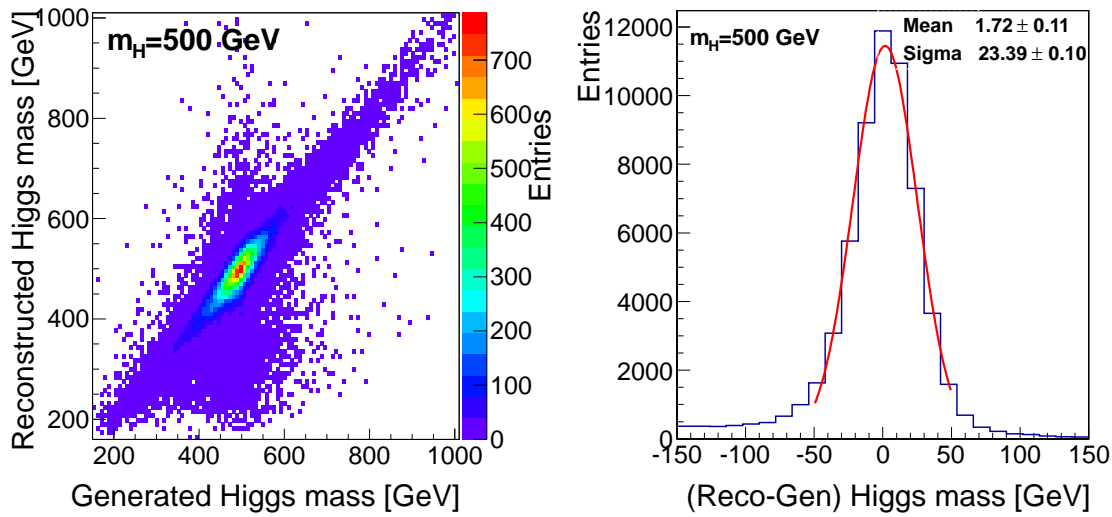 m_H=500 GeV
Reconstructed Higgs mass [GeV]
1000
900
800
600
400
200
200 400 600 800 1000
Generated Higgs mass [GeV]
700
600
500
400
300
200
100
0
Entries
m_H=500 GeV
Mean 1.72 ± 0.11
Sigma 23.39 ± 0.10
Entries
12000
10000
8000
6000
4000
2000
0
-150 -100 -50 0 50 100 150
(Reco-Gen) Higgs mass [GeV]